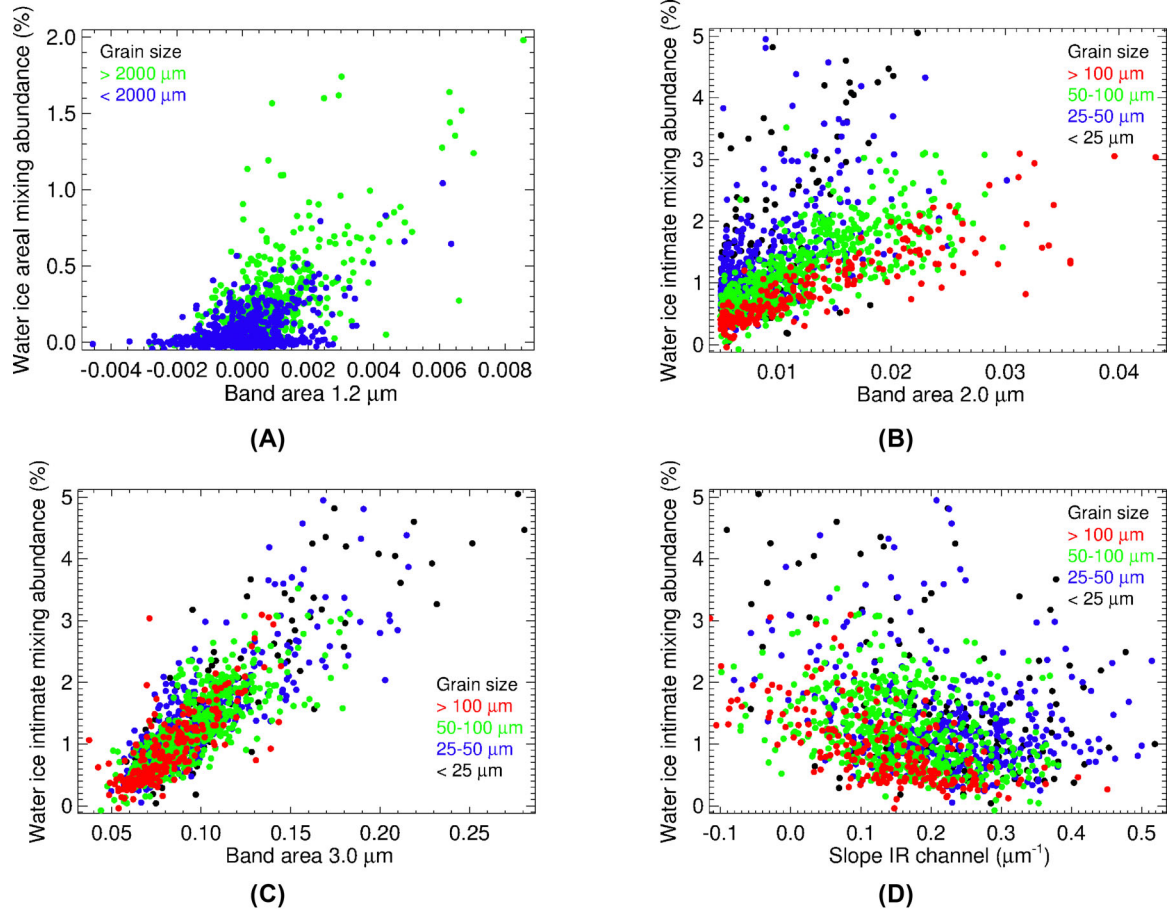 Water ice areal mixing abundance (%)
2.0
1.5
1.0
0.5
0.0
Grain size
> 2000 μm
< 2000 μm
-0.004 -0.002 0.000 0.002 0.004 0.006 0.008
Band area 1.2 μm
(A)
Water ice intimate mixing abundance (%)
5
4
3
2
1
0
Grain size
> 100 μm
50-100 μm
25-50 μm
< 25 μm
0.01 0.02 0.03 0.04
Band area 2.0 μm
(B)
Water ice intimate mixing abundance (%)
5
4
3
2
1
0
Grain size
> 100 μm
50-100 μm
25-50 μm
< 25 μm
0.05 0.10 0.15 0.20 0.25
Band area 3.0 μm
(C)
Water ice intimate mixing abundance (%)
5
4
3
2
1
0
Grain size
> 100 μm
50-100 μm
25-50 μm
< 25 μm
-0.1 0.0 0.1 0.2 0.3 0.4 0.5
Slope IR channel (μm⁻¹)
(D)